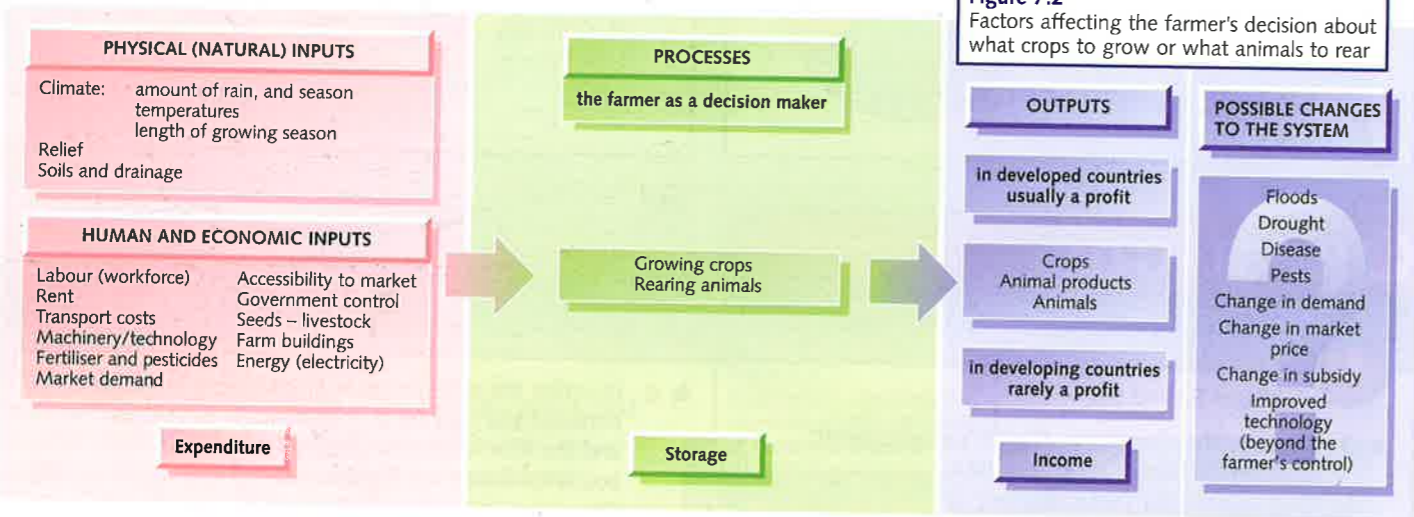 Figure 7.2
Factors affecting the farmer's decision about
what crops to grow or what animals to rear
PHYSICAL (NATURAL) INPUTS
Climate: amount of rain, and season
temperatures
length of growing season
Relief
Soils and drainage
HUMAN AND ECONOMIC INPUTS
Labour (workforce)
Rent
Transport costs
Machinery/technology
Fertiliser and pesticides
Market demand
Accessibility to market
Government control
Seeds – livestock
Farm buildings
Energy (electricity)
Expenditure
PROCESSES
the farmer as a decision maker
Growing crops
Rearing animals
Storage
OUTPUTS
in developed countries
usually a profit
Crops
Animal products
Animals
in developing countries
rarely a profit
Income
POSSIBLE CHANGES
TO THE SYSTEM
Floods
Drought
Disease
Pests
Change in demand
Change in market
price
Change in subsidy
Improved
technology
(beyond the
farmer's control)